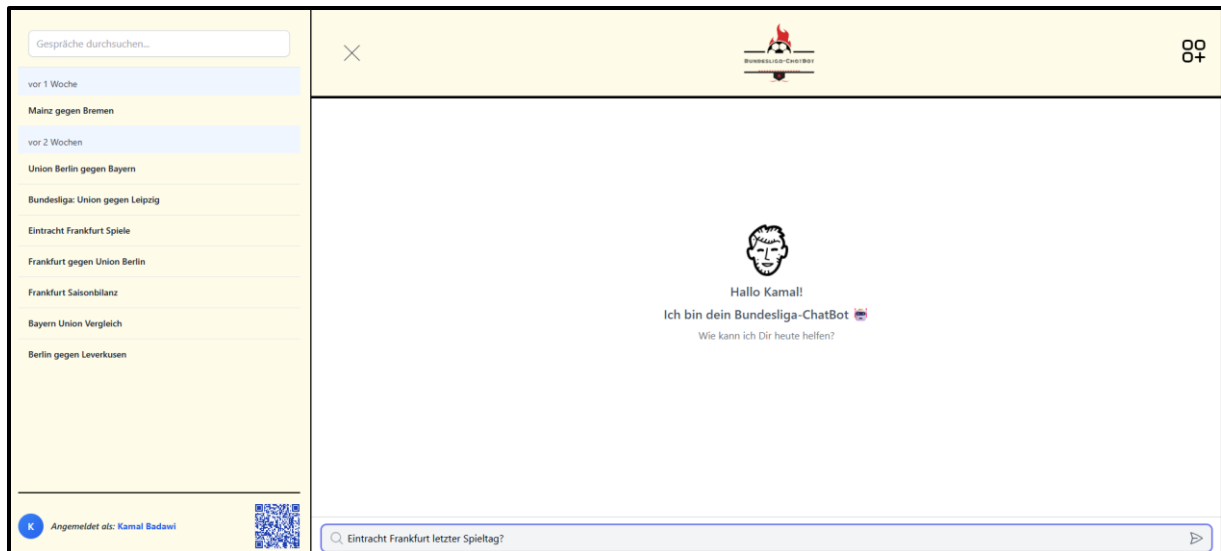 Gespräche durchsuchen...
vor 1 Woche
Mainz gegen Bremen
vor 2 Wochen
Union Berlin gegen Bayern
Bundesliga: Union gegen Leipzig
Eintracht Frankfurt Spiele
Frankfurt gegen Union Berlin
Frankfurt Saisonbilanz
Bayern Union Vergleich
Berlin gegen Leverkusen
K
Angemeldet als: Kamal Badawi
Bundesliga-ChatBot
Hallo Kamal!
Ich bin dein Bundesliga-ChatBot
Wie kann ich Dir heute helfen?
Eintracht Frankfurt letzter Spieltag?